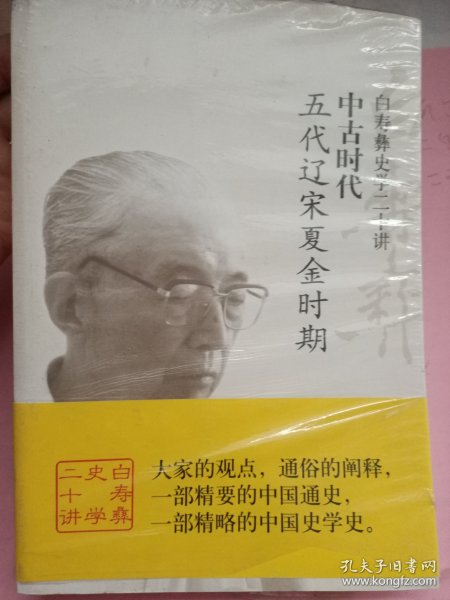 白寿彝史学二十讲
中古时代
五代辽宋夏金时期
白寿彝
史学
二十讲
大家的观点，通俗的阐释，
一部精要的中国通史，
一部精略的中国史学史。
孔夫子旧书网
www.kongfz.com